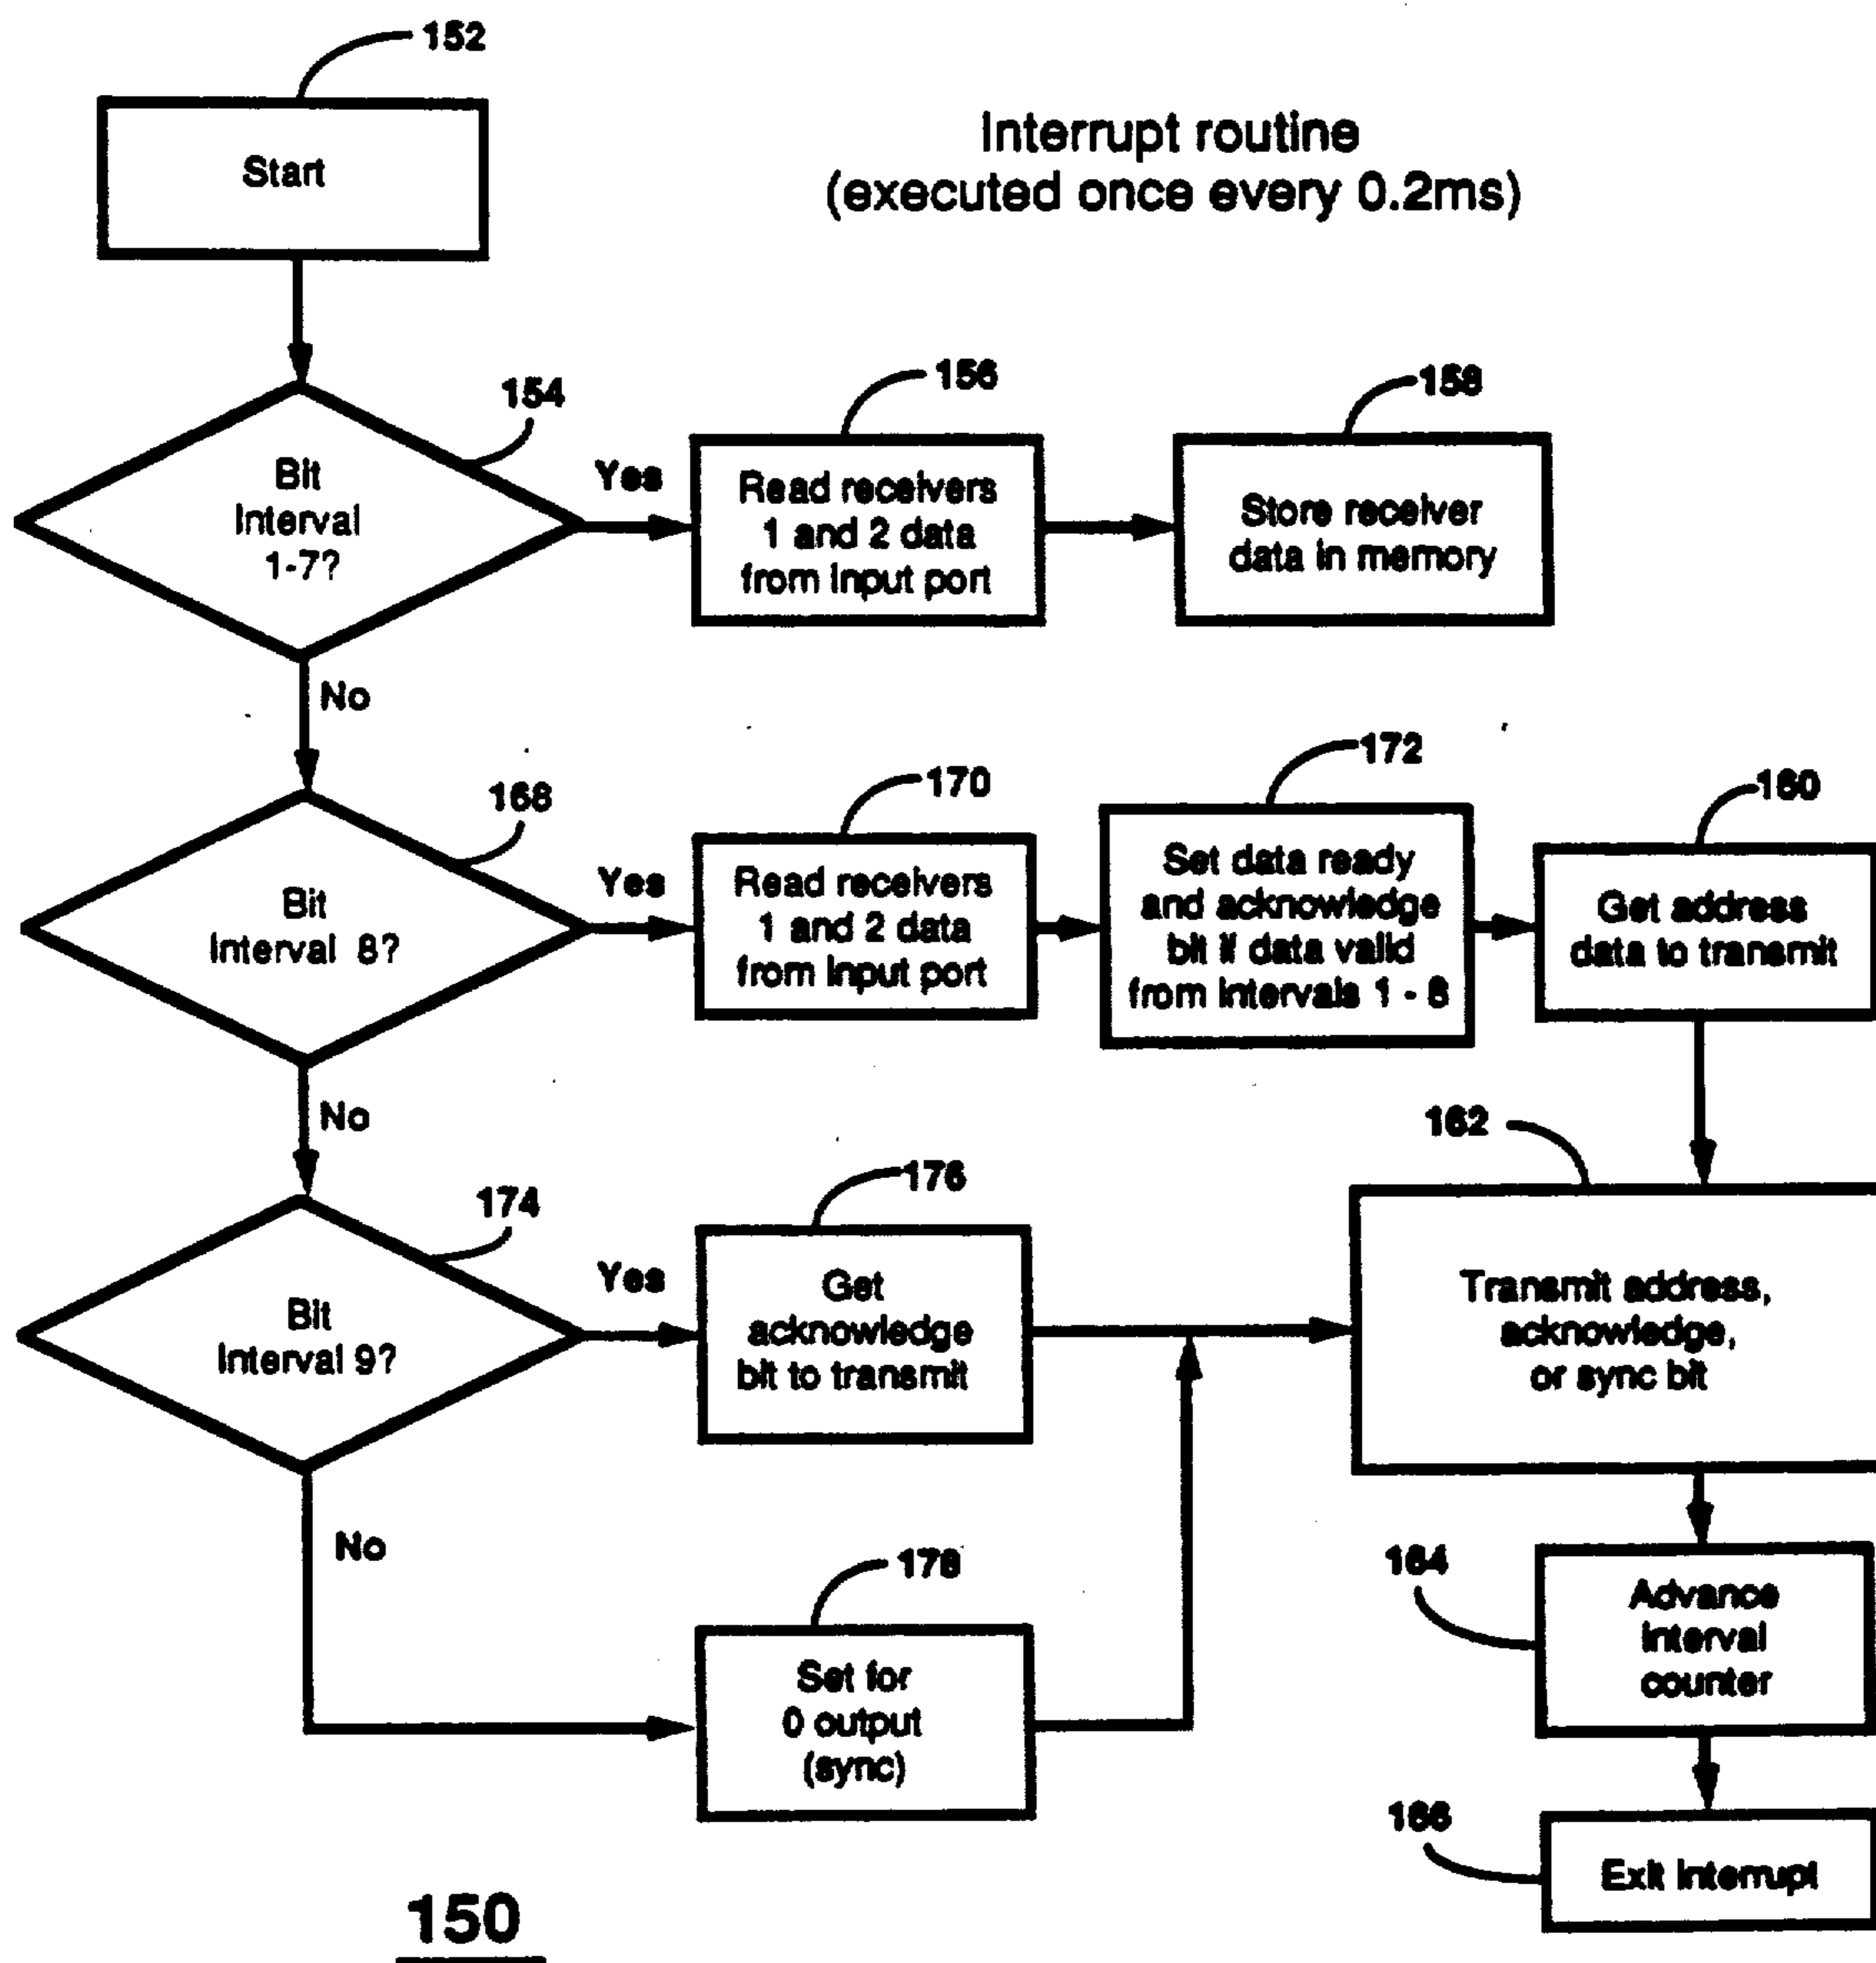 152
Start
Interrupt routine
(executed once every 0.2ms)
154
Bit
Interval
1-7?
Yes
156
Read receivers
1 and 2 data
from input port
158
Store receiver
data in memory
No
168
Bit
Interval 8?
Yes
170
Read receivers
1 and 2 data
from input port
172
Set data ready
and acknowledge
bit if data valid
from intervals 1 - 8
160
Get address
data to transmit
No
174
Bit
Interval 9?
Yes
176
Get
acknowledge
bit to transmit
162
Transmit address,
acknowledge,
or sync bit
No
178
Set for
0 output
(sync)
164
Advance
interval
counter
166
Exit interrupt
150